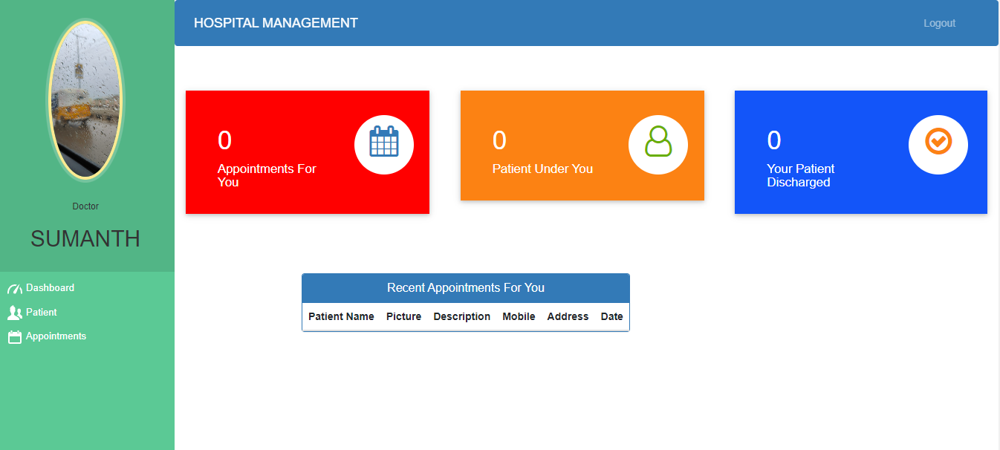 HOSPITAL MANAGEMENT
Logout
Doctor
SUMANTH
Dashboard
Patient
Appointments
0
Appointments For
You
0
Patient Under You
0
Your Patient
Discharged
Recent Appointments For You
Patient Name Picture Description Mobile Address Date